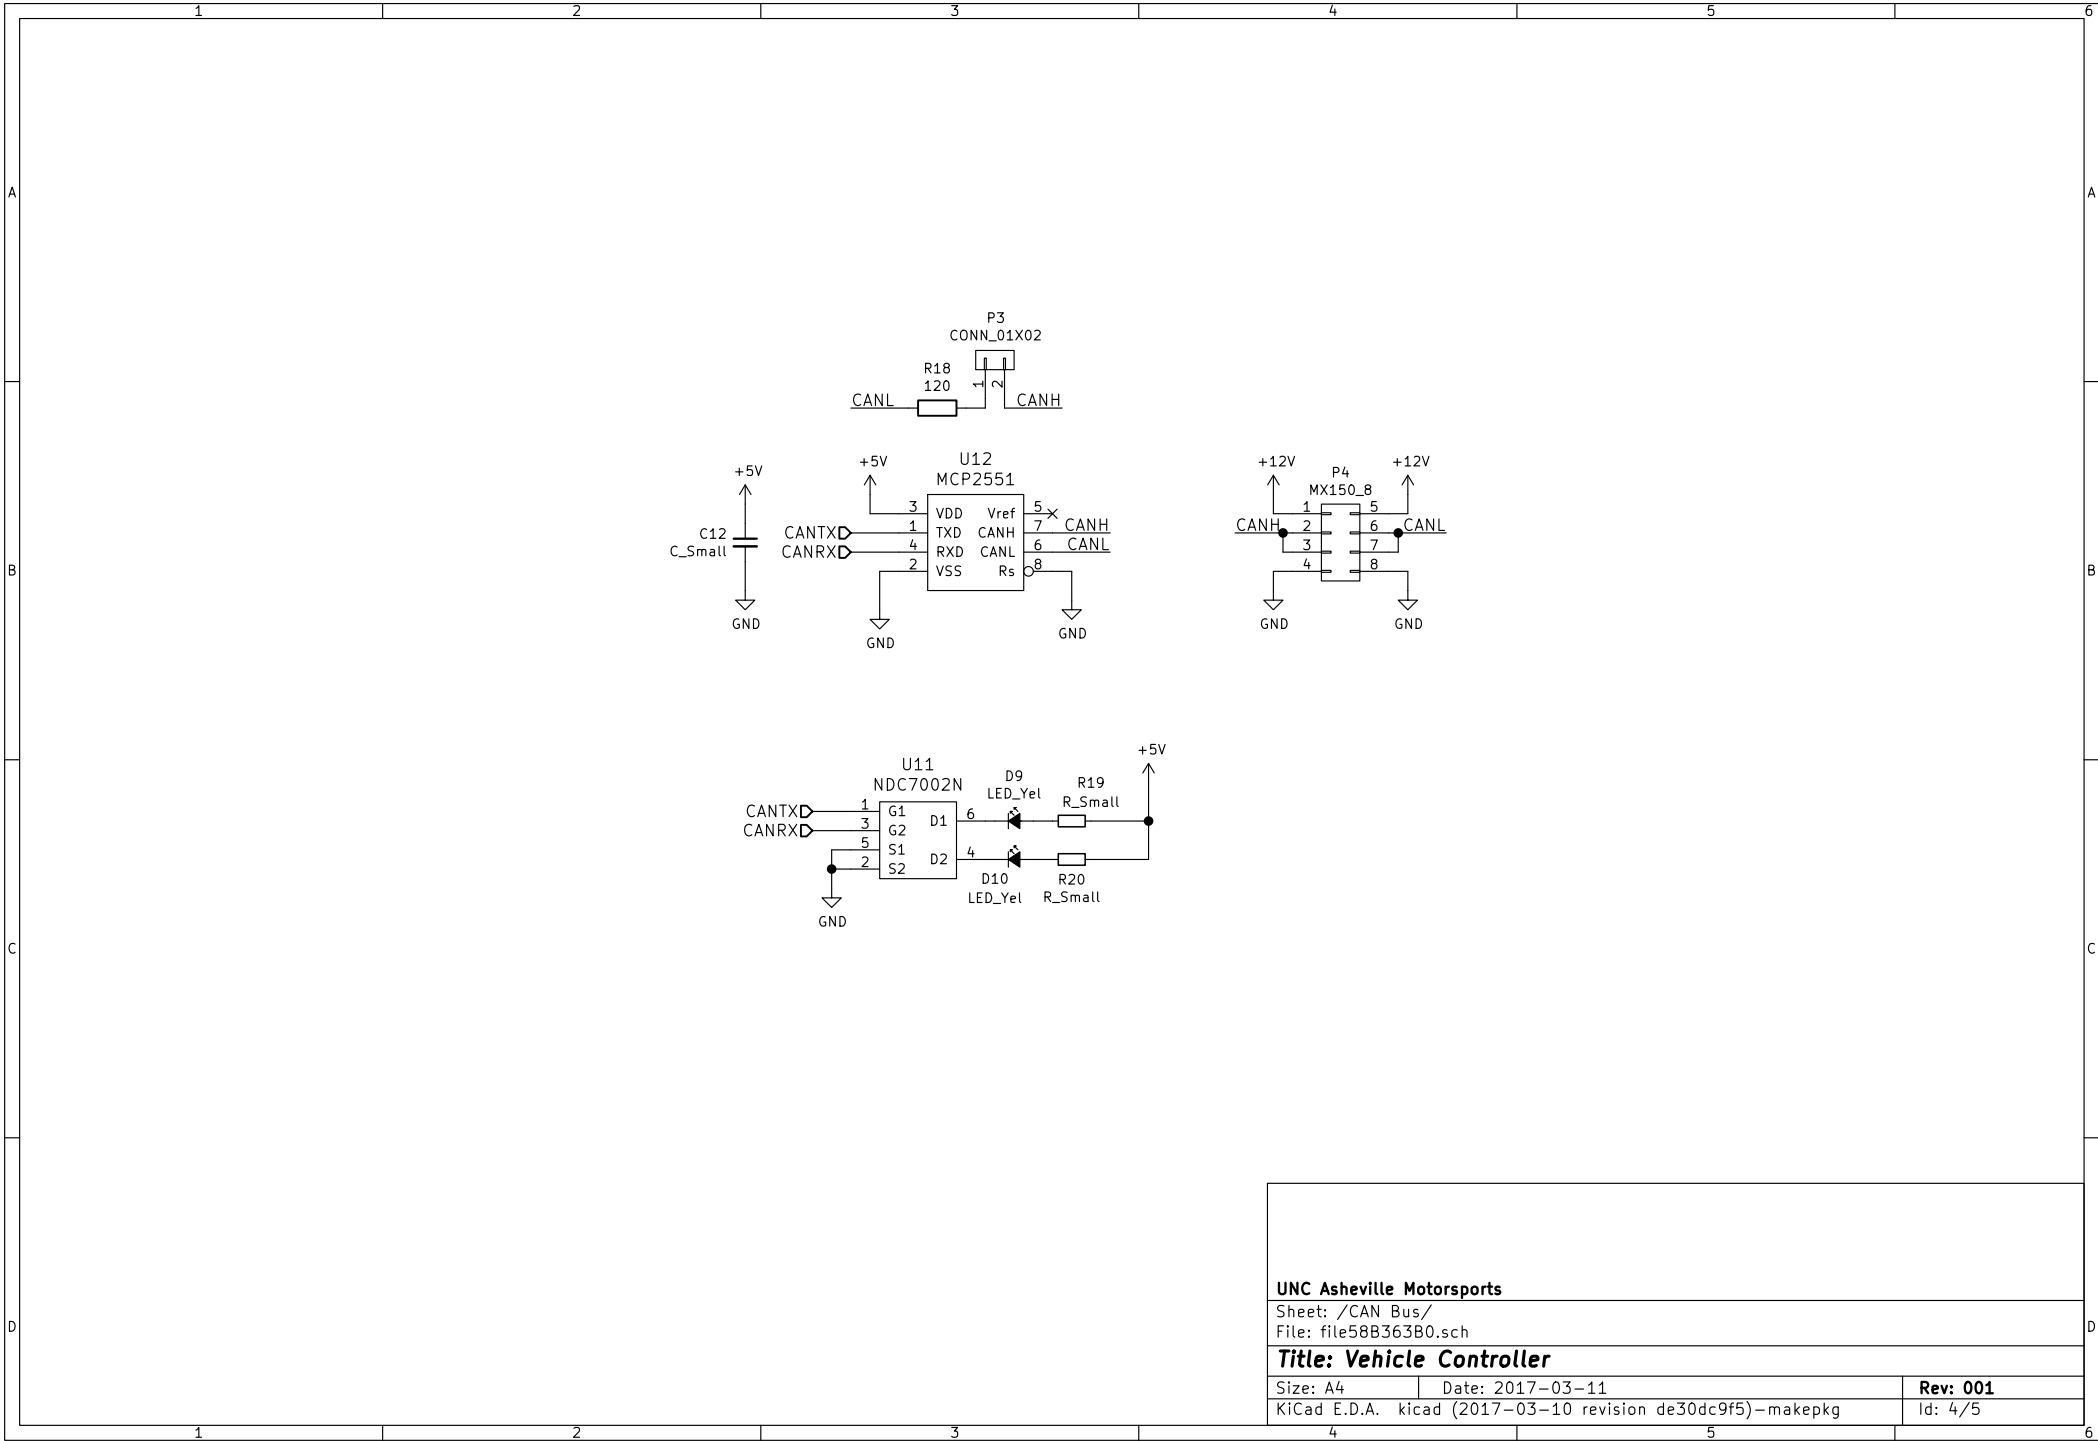 1 2 3 4 5 6
A A
P3
CONN_01X02
R18
120
1 2
CANL CANH
B B
+5V
C12
C_Small
GND
+5V
U12
MCP2551
3 VDD Vref 5
CANTX 1 TXD CANH 7 CANH
CANRX 4 RXD CANL 6 CANL
2 VSS Rs 8
GND
GND
+12V +12V
P4
MX150_8
1 5
CANH 2 6 CANL
3 7
4 8
GND GND
U11
NDC7002N
CANTX 1 G1 D1 6
CANRX 3 G2
5 S1 D2 4
2 S2
GND
D9
LED_Yel
R19
R_Small
+5V
D10
LED_Yel
R20
R_Small
C C
D D
UNC Asheville Motorsports
Sheet: /CAN Bus/
File: file58B363B0.sch
Title: Vehicle Controller
Size: A4 Date: 2017-03-11 Rev: 001
KiCad E.D.A. kicad (2017-03-10 revision de30dc9f5)-makepkg Id: 4/5
1 2 3 4 5 6